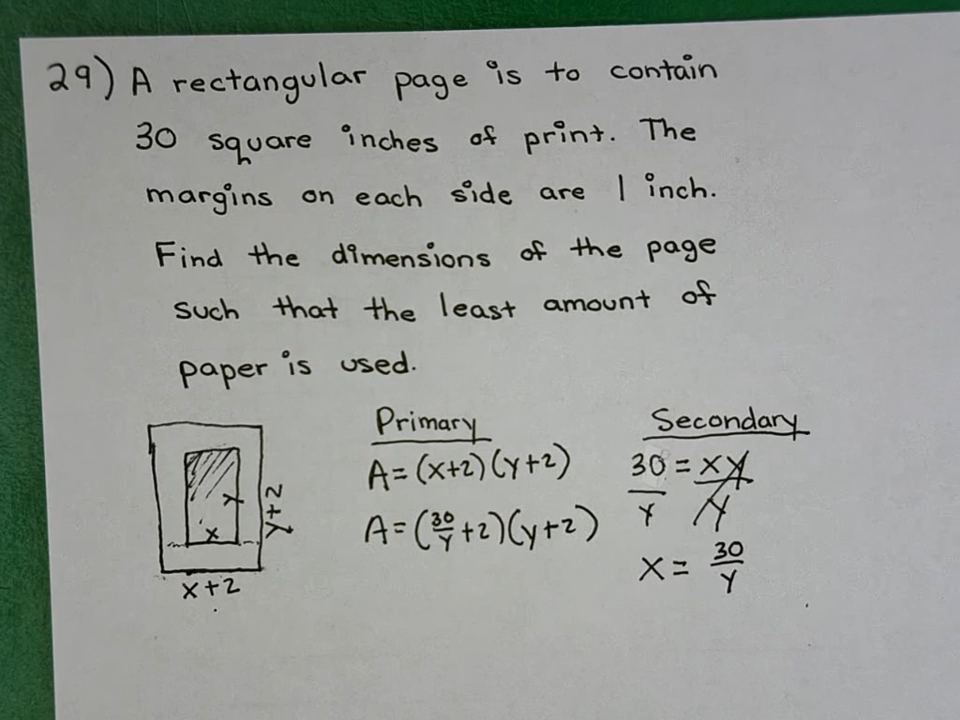 29) A rectangular page is to contain
30 square inches of print. The
margins on each side are 1 inch.
Find the dimensions of the page
such that the least amount of
paper is used.
x
y
y+2
x+2
Primary
A=(x+2)(y+2)
A=(30/y+2)(y+2)
Secondary
30/y = xy/y
x = 30/y